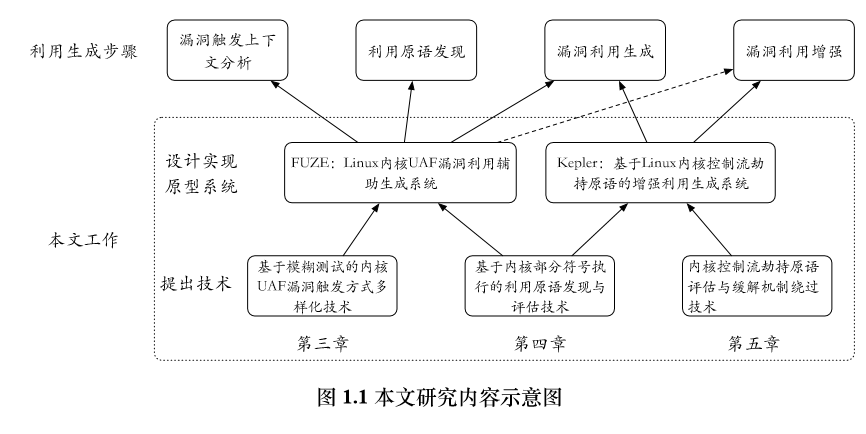 利用生成步骤
漏洞触发上下
文分析
利用原语发现
漏洞利用生成
漏洞利用增强
本文工作
设计实现
原型系统
FUZE：Linux内核UAF漏洞利用辅
助生成系统
Kepler：基于Linux内核控制流劫
持原语的增强利用生成系统
提出技术
基于模糊测试的内核
UAF漏洞触发方式多
样化技术
基于内核部分符号执
行的利用原语发现与
评估技术
内核控制流劫持原语
评估与缓解机制绕过
技术
第三章
第四章
第五章
图 1.1 本文研究内容示意图